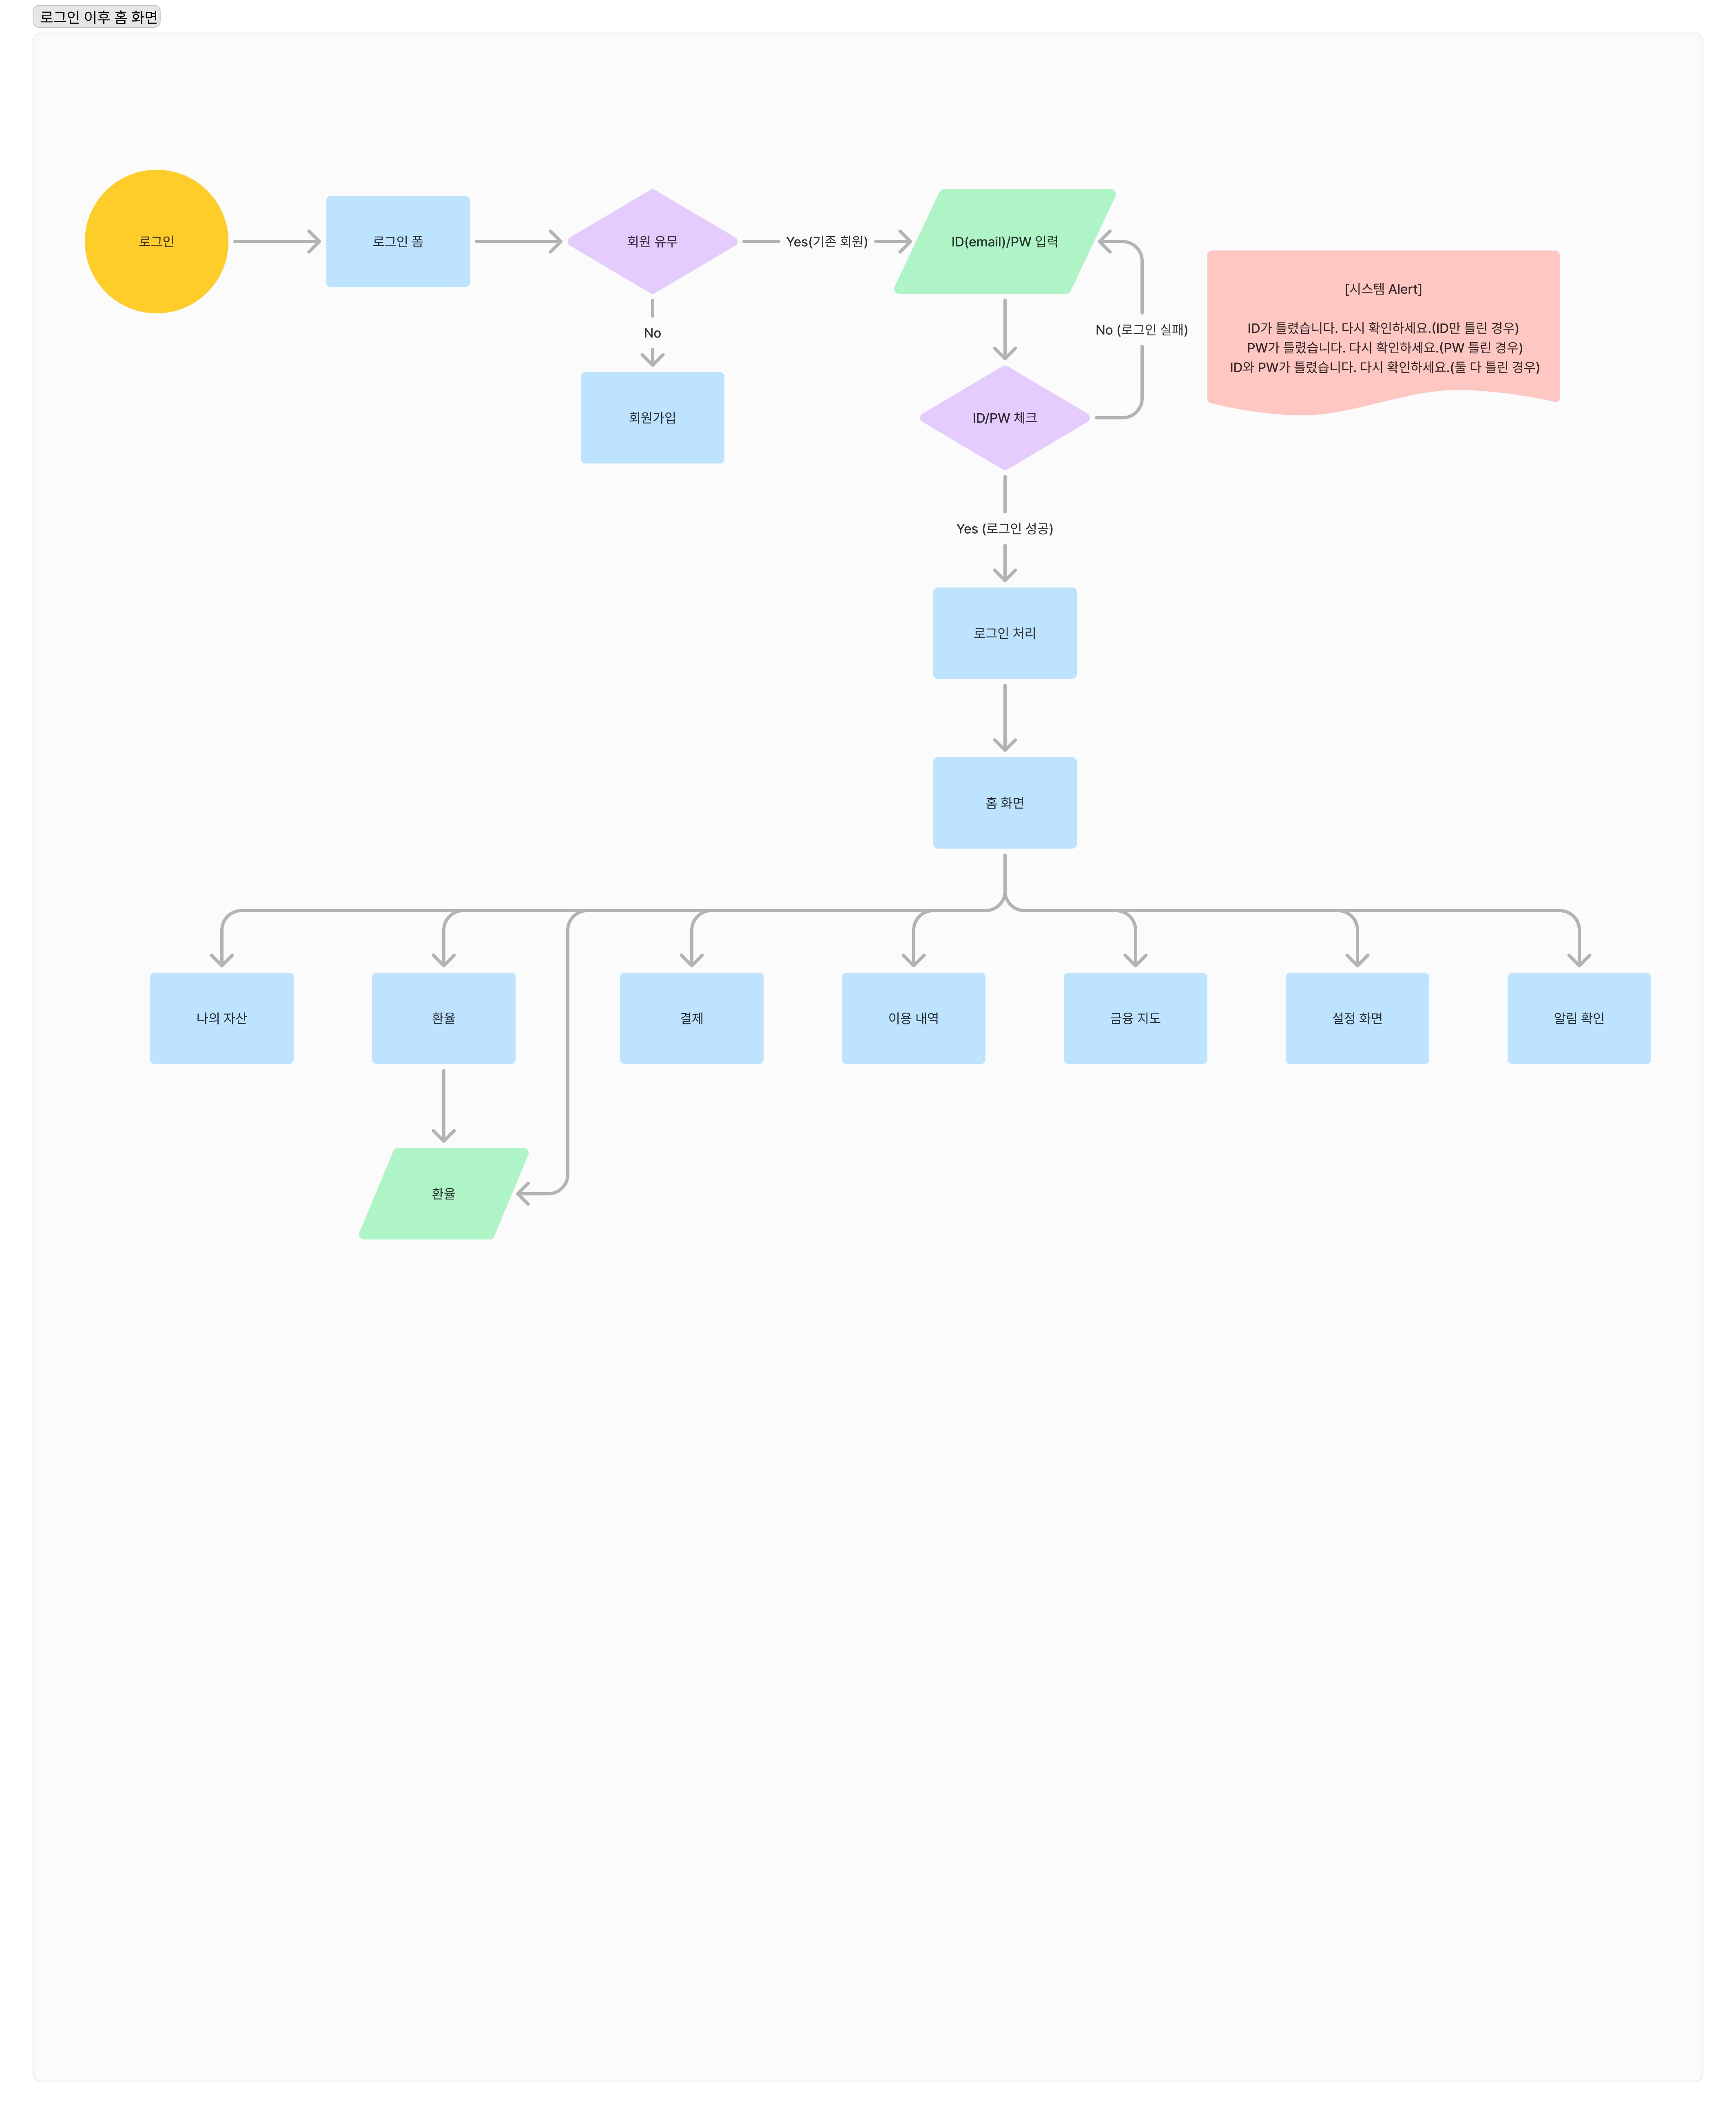 로그인 이후 홈 화면
로그인
로그인 폼
회원 유무
Yes(기존 회원)
ID(email)/PW 입력
No
회원가입
No (로그인 실패)
[시스템 Alert]
ID가 틀렸습니다. 다시 확인하세요.(ID만 틀린 경우)
PW가 틀렸습니다. 다시 확인하세요.(PW 틀린 경우)
ID와 PW가 틀렸습니다. 다시 확인하세요.(둘 다 틀린 경우)
ID/PW 체크
Yes (로그인 성공)
로그인 처리
홈 화면
나의 자산
환율
결제
이용 내역
금융 지도
설정 화면
알림 확인
환율